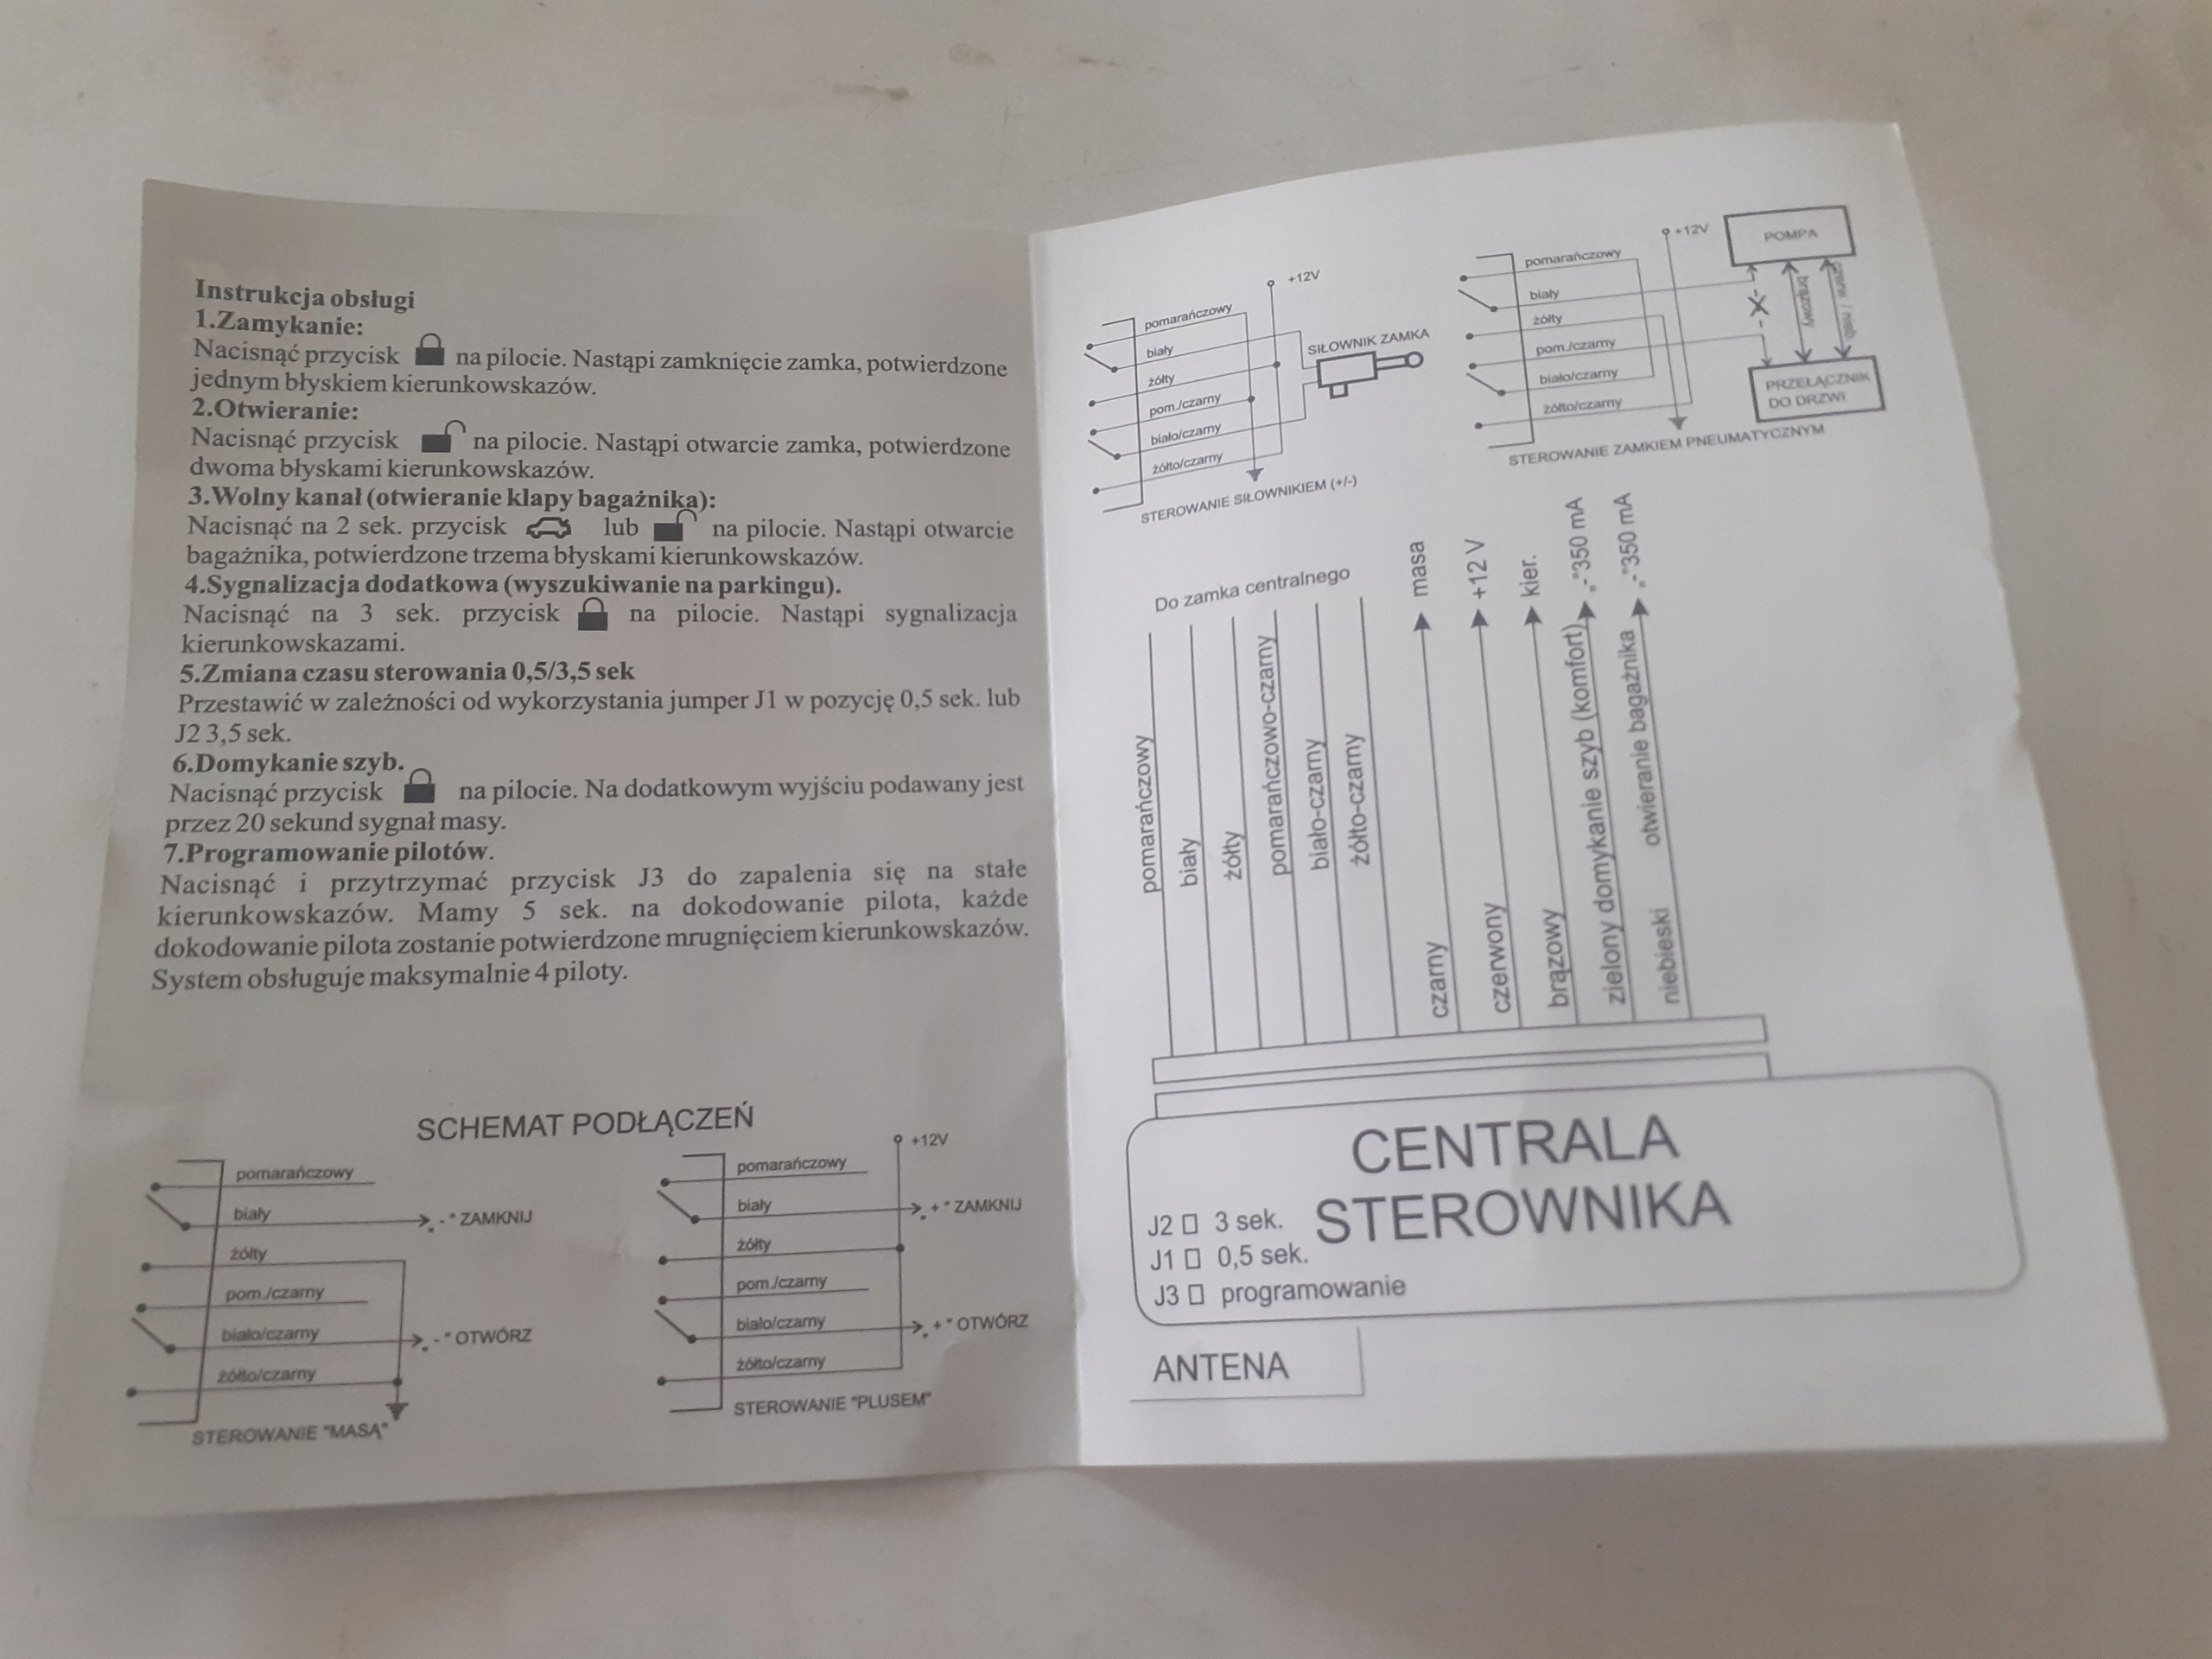 Instrukcja obsługi
1.Zamykanie:
Nacisnąć przycisk na pilocie. Nastąpi zamknięcie zamka, potwierdzone
jednym błyskiem kierunkowskazów.
2.Otwieranie:
Nacisnąć przycisk na pilocie. Nastąpi otwarcie zamka, potwierdzone
dwoma błyskami kierunkowskazów.
3.Wolny kanał (otwieranie klapy bagażnika):
Nacisnąć na 2 sek. przycisk lub na pilocie. Nastąpi otwarcie
bagażnika, potwierdzone trzema błyskami kierunkowskazów.
4.Sygnalizacja dodatkowa (wyszukiwanie na parkingu).
Nacisnąć na 3 sek. przycisk na pilocie. Nastąpi sygnalizacja
kierunkowskazami.
5.Zmiana czasu sterowania 0,5/3,5 sek
Przestawić w zależności od wykorzystania jumper J1 w pozycję 0,5 sek. lub
J2 3,5 sek.
6.Domykanie szyb.
Nacisnąć przycisk na pilocie. Na dodatkowym wyjściu podawany jest
przez 20 sekund sygnał masy.
7.Programowanie pilotów.
Nacisnąć i przytrzymać przycisk J3 do zapalenia się na stałe
kierunkowskazów. Mamy 5 sek. na dokodowanie pilota, każde
dokodowanie pilota zostanie potwierdzone mrugnięciem kierunkowskazów.
System obsługuje maksymalnie 4 piloty.
SCHEMAT PODŁĄCZEŃ
pomarańczowy
biały
„-" ZAMKNIJ
żółty
pom./czarny
biało/czarny
„-" OTWÓRZ
żółto/czarny
STEROWANIE "MASĄ"
+12V
pomarańczowy
biały
„+" ZAMKNIJ
żółty
pom./czarny
biało/czarny
„+" OTWÓRZ
żółto/czarny
STEROWANIE "PLUSEM"
+12V
pomarańczowy
biały
żółty
pom./czarny
biało/czarny
żółto/czarny
SIŁOWNIK ZAMKA
STEROWANIE SIŁOWNIKIEM (+/-)
+12V
pomarańczowy
biały
żółty
pom./czarny
biało/czarny
żółto/czarny
POMPA
brązowy
PRZEŁĄCZNIK
DO DRZWI
STEROWANIE ZAMKIEM PNEUMATYCZNYM
Do zamka centralnego
pomarańczowy
biały
żółty
pomarańczowo-czarny
biało-czarny
żółto-czarny
czarny masa
czerwony +12 V
brązowy kier.
zielony domykanie szyb (komfort) „-"350 mA
niebieski otwieranie bagażnika „-"350 mA
CENTRALA
STEROWNIKA
J2 3 sek.
J1 0,5 sek.
J3 programowanie
ANTENA